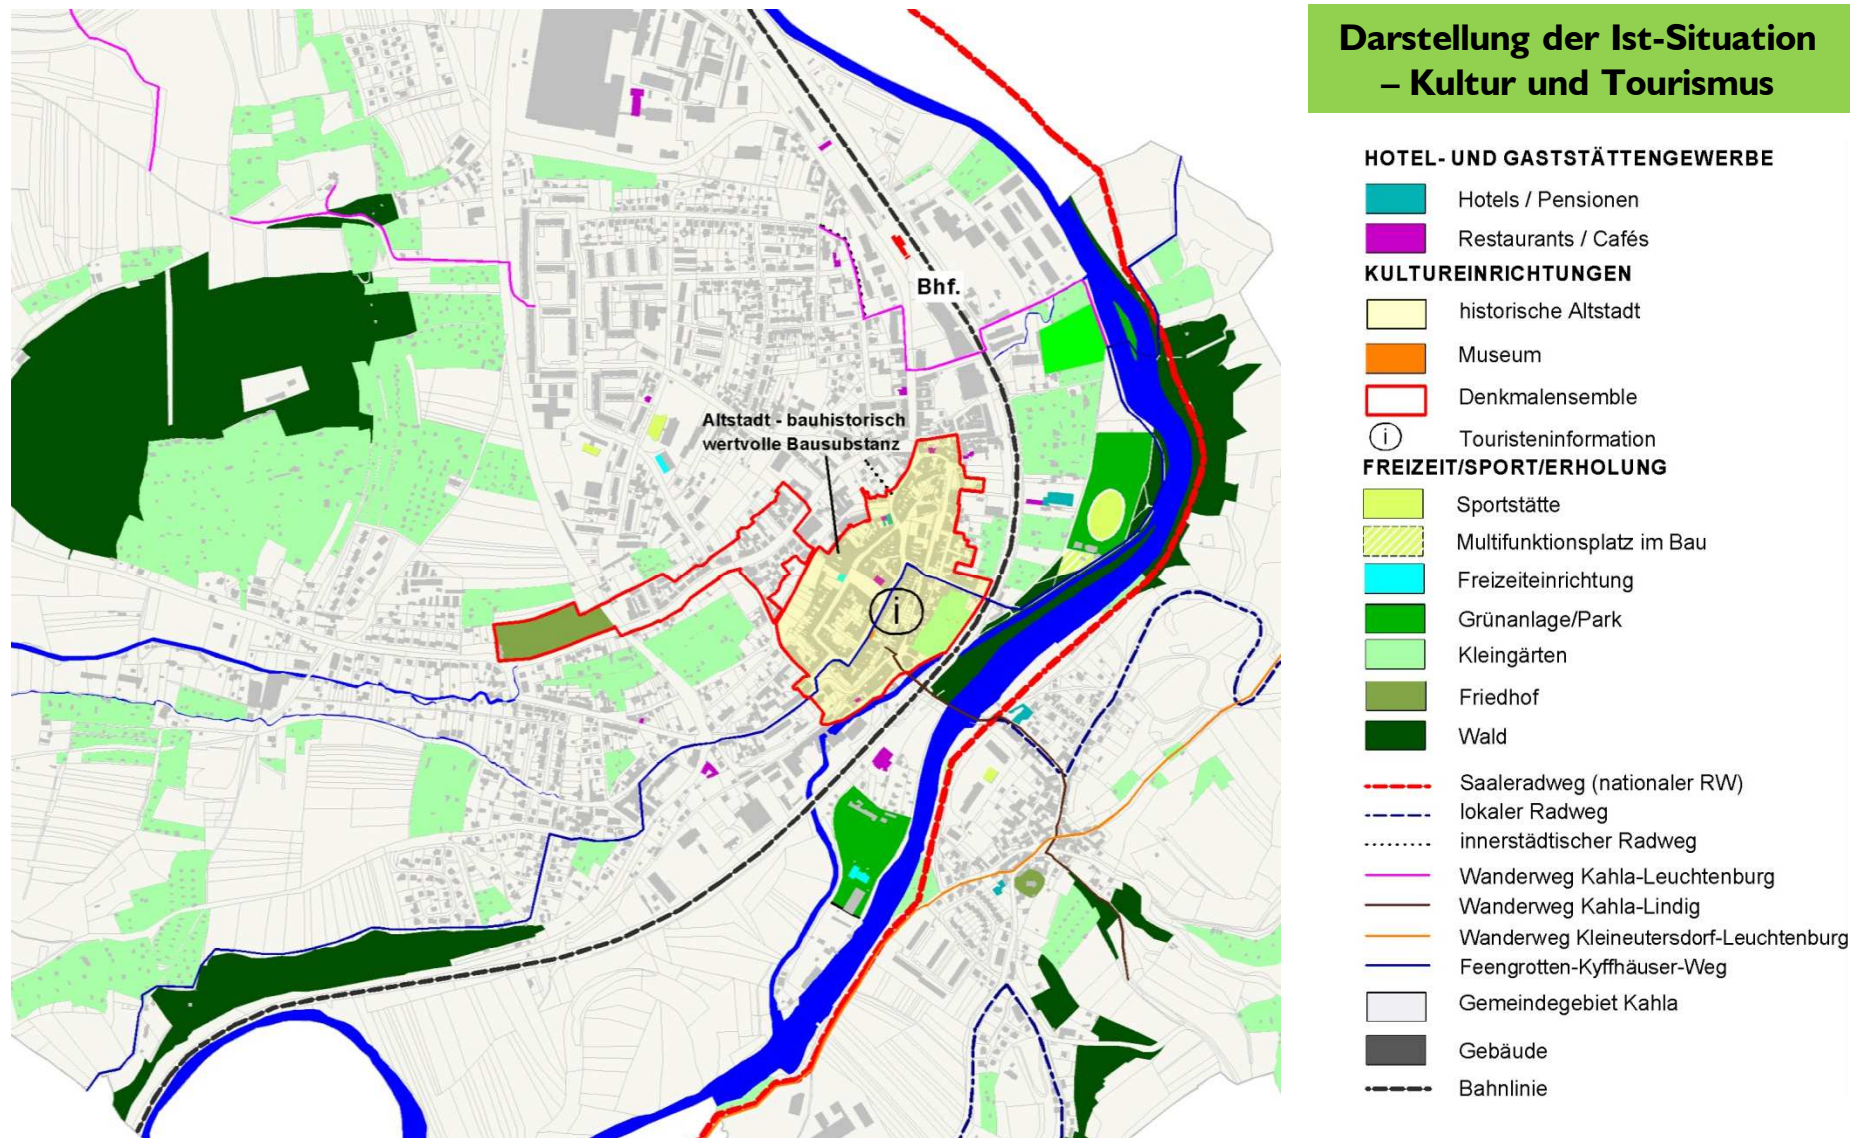 Darstellung der Ist-Situation
– Kultur und Tourismus
HOTEL- UND GASTSTÄTTENGEWERBE
Hotels / Pensionen
Restaurants / Cafés
KULTUREINRICHTUNGEN
historische Altstadt
Museum
Denkmalensemble
i
Touristeninformation
FREIZEIT/SPORT/ERHOLUNG
Sportstätte
Multifunktionsplatz im Bau
Freizeiteinrichtung
Grünanlage/Park
Kleingärten
Friedhof
Wald
Saaleradweg (nationaler RW)
lokaler Radweg
innerstädtischer Radweg
Wanderweg Kahla-Leuchtenburg
Wanderweg Kahla-Lindig
Wanderweg Kleineutersdorf-Leuchtenburg
Feengrotten-Kyffhäuser-Weg
Gemeindegebiet Kahla
Gebäude
Bahnlinie
Bhf.
Altstadt - bauhistorisch
wertvolle Bausubstanz
i